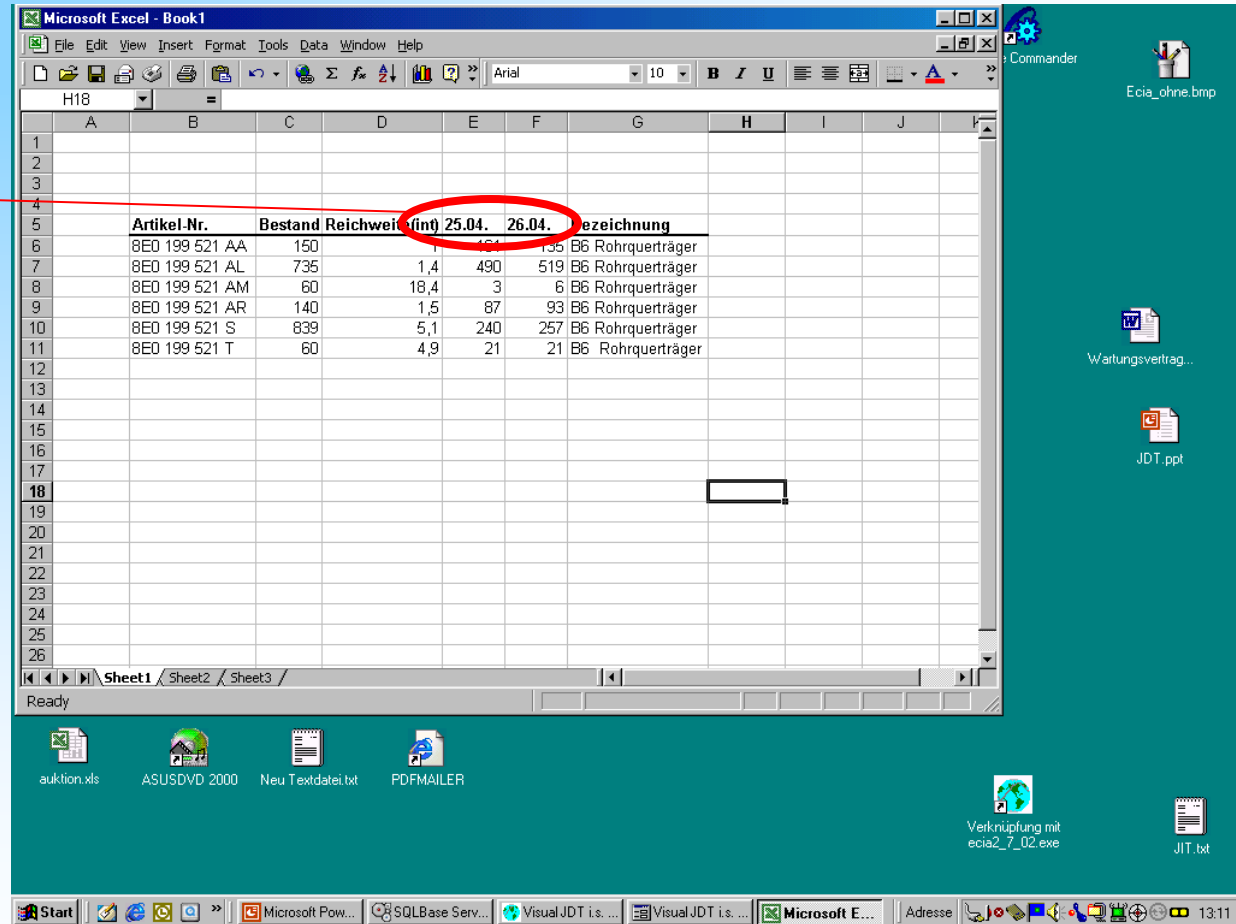 Microsoft Excel - Book1
File Edit View Insert Format Tools Data Window Help
Arial 10 B I U A
H18 =
A B C D E F G H I J
1
2
3
4
5 Artikel-Nr. Bestand Reichweite(int) 25.04. 26.04. Bezeichnung
6 8E0 199 521 AA 150 B6 Rohrquerträger
7 8E0 199 521 AL 735 1,4 490 519 B6 Rohrquerträger
8 8E0 199 521 AM 60 18,4 3 6 B6 Rohrquerträger
9 8E0 199 521 AR 140 1,5 87 93 B6 Rohrquerträger
10 8E0 199 521 S 839 5,1 240 257 B6 Rohrquerträger
11 8E0 199 521 T 60 4,9 21 21 B6 Rohrquerträger
12
13
14
15
16
17
18
19
20
21
22
23
24
25
26
Sheet1 Sheet2 Sheet3
Ready
Commander
Ecia_ohne.bmp
Wartungsvertrag...
JDT.ppt
auktion.xls
ASUSDVD 2000
Neu Textdatei.txt
PDFMAILER
Verknüpfung mit
ecia2_7_02.exe
JIT.txt
Start » Microsoft Pow... SQLBase Serv... Visual JDT i.s. ... Visual JDT i.s. ... Microsoft E... Adresse 13:11